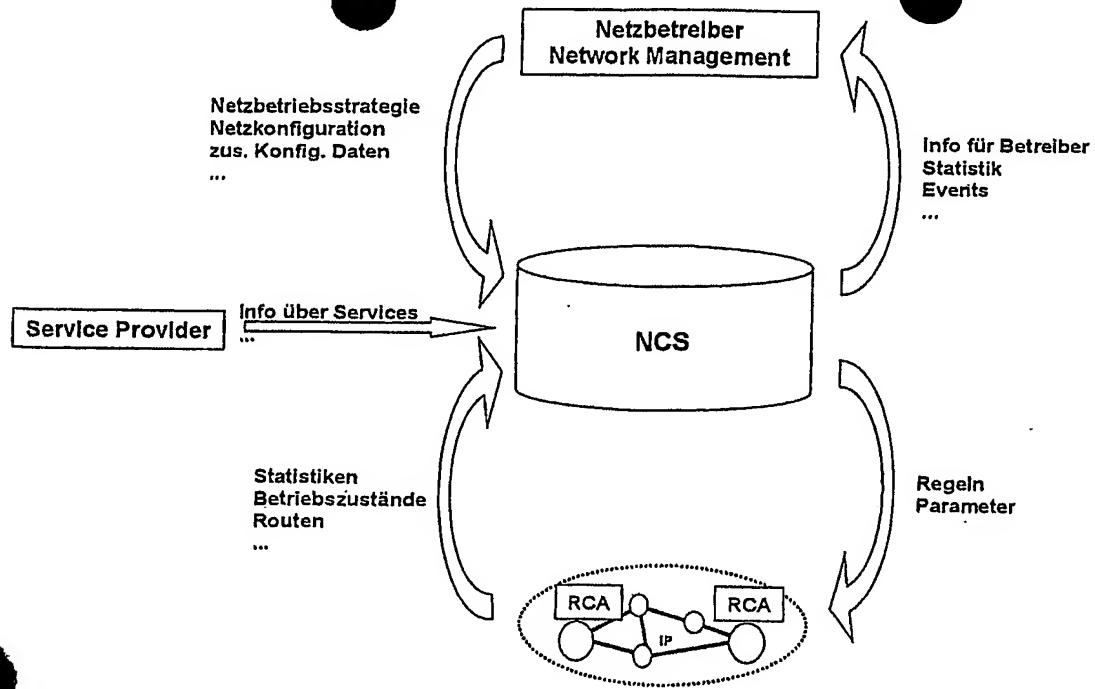 Netzbetreiber
Network Management
Netzbetriebsstrategie
Netzkonfiguration
zus. Konfig. Daten
...
Info für Betreiber
Statistik
Events
...
Service Provider
Info über Services
...
NCS
Statistiken
Betriebszustände
Routen
...
Regeln
Parameter
RCA
RCA
IP